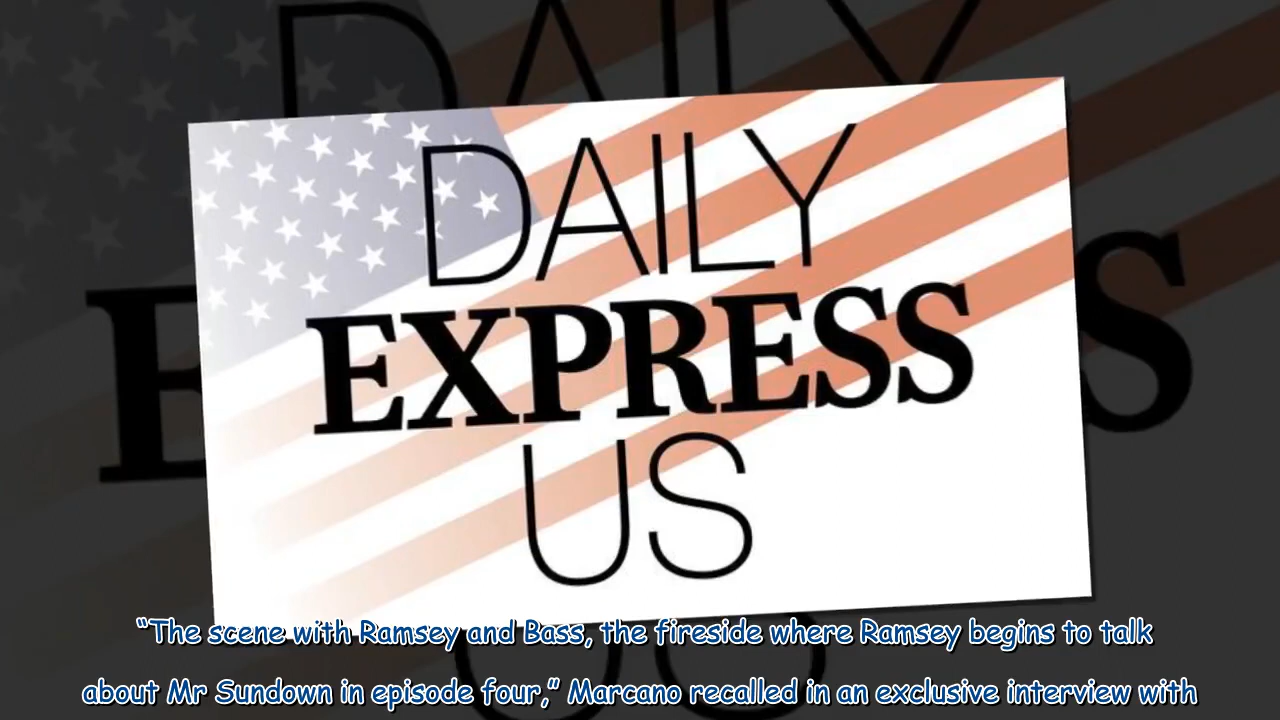 DAILY
EXPRESS
US
“The scene with Ramsey and Bass, the fireside where Ramsey begins to talk
about Mr Sundown in episode four,” Marcano recalled in an exclusive interview with